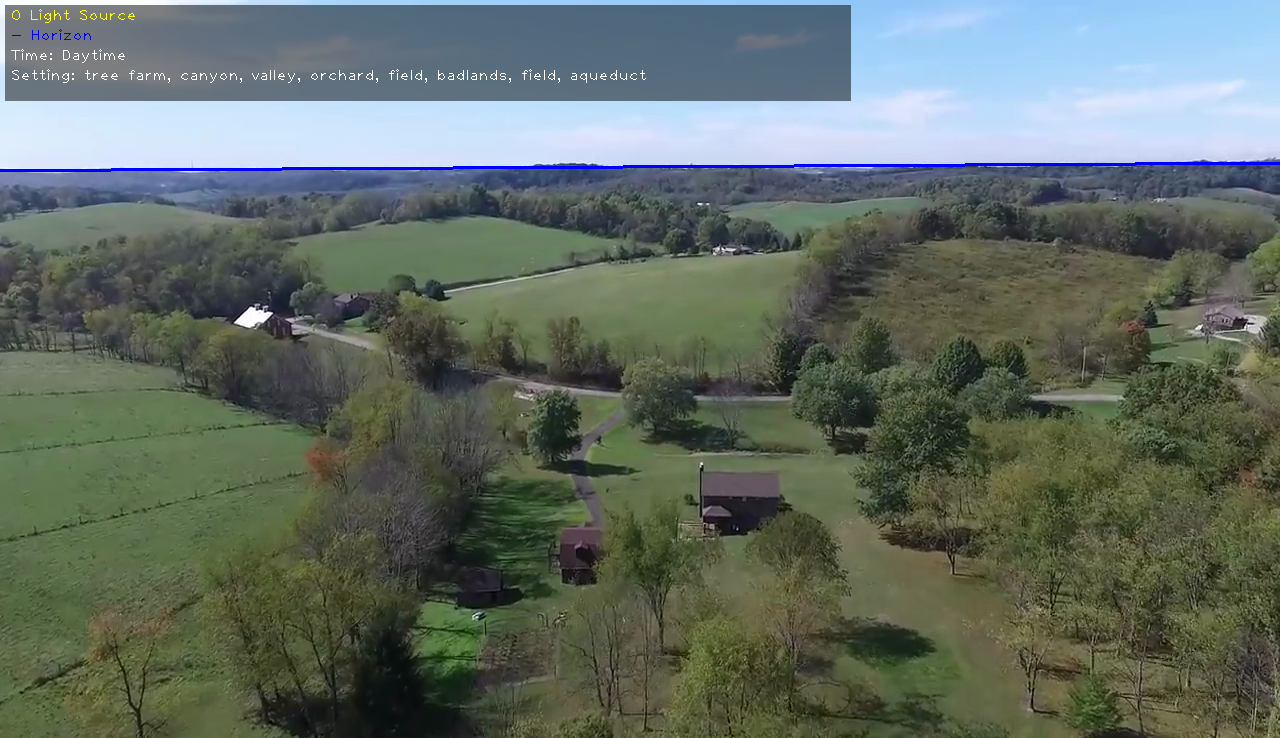 O Light Source
- Horizon
Time: Daytime
Setting: tree farm, canyon, valley, orchard, field, badlands, field, aqueduct